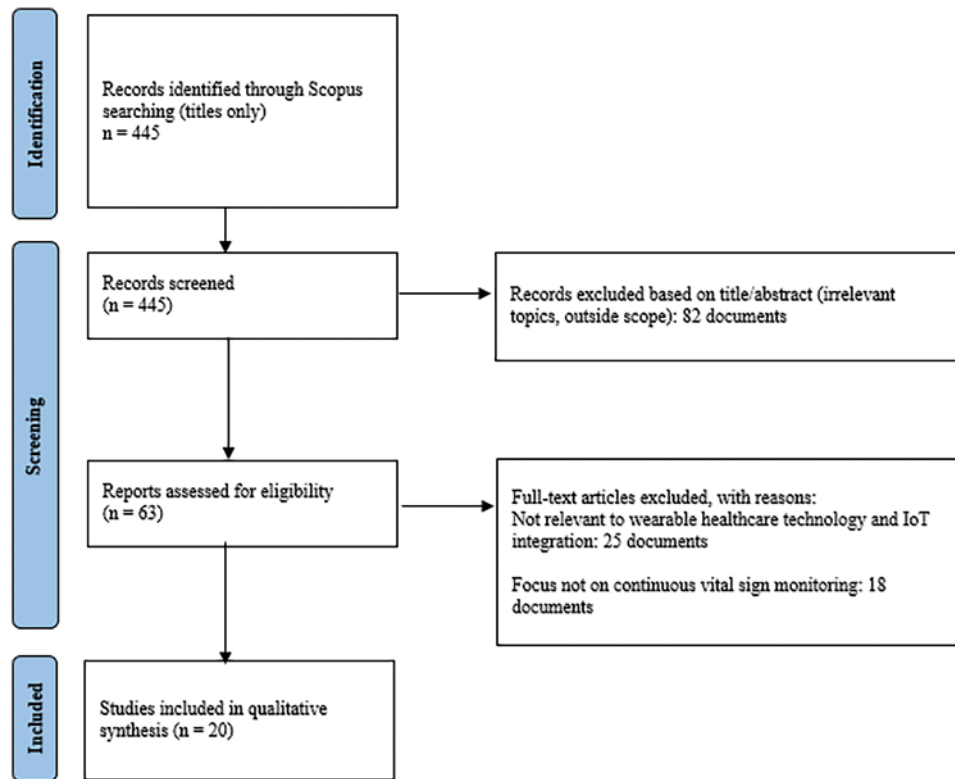 Identification
Records identified through Scopus
searching (titles only)
n = 445
Screening
Records screened
(n = 445)
Records excluded based on title/abstract (irrelevant
topics, outside scope): 82 documents
Reports assessed for eligibility
(n = 63)
Full-text articles excluded, with reasons:
Not relevant to wearable healthcare technology and IoT
integration: 25 documents
Focus not on continuous vital sign monitoring: 18
documents
Included
Studies included in qualitative
synthesis (n = 20)